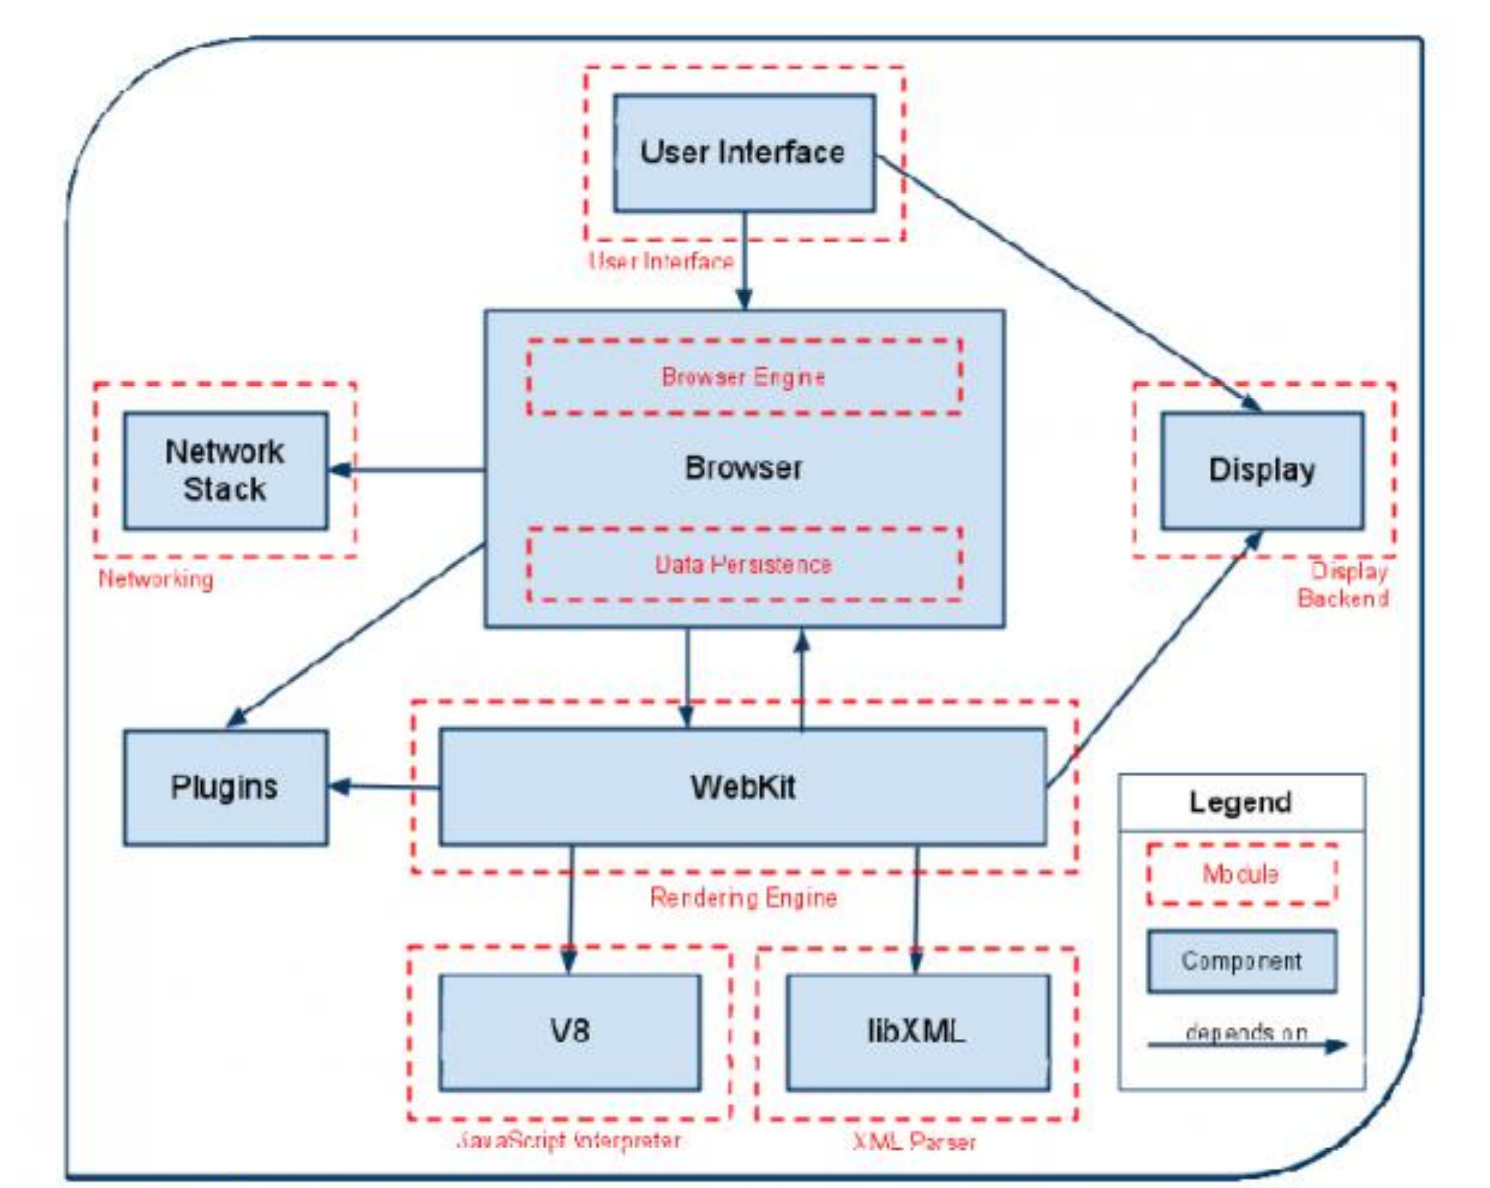 User Interface
User Interface
Browser Engine
Network
Stack
Browser
Display
Data Persistence
Networking
Display
Backend
Plugins
WebKit
Legend
Module
Rendering Engine
Component
V8
libXML
depends on
JavaScript Interpreter
XML Parser